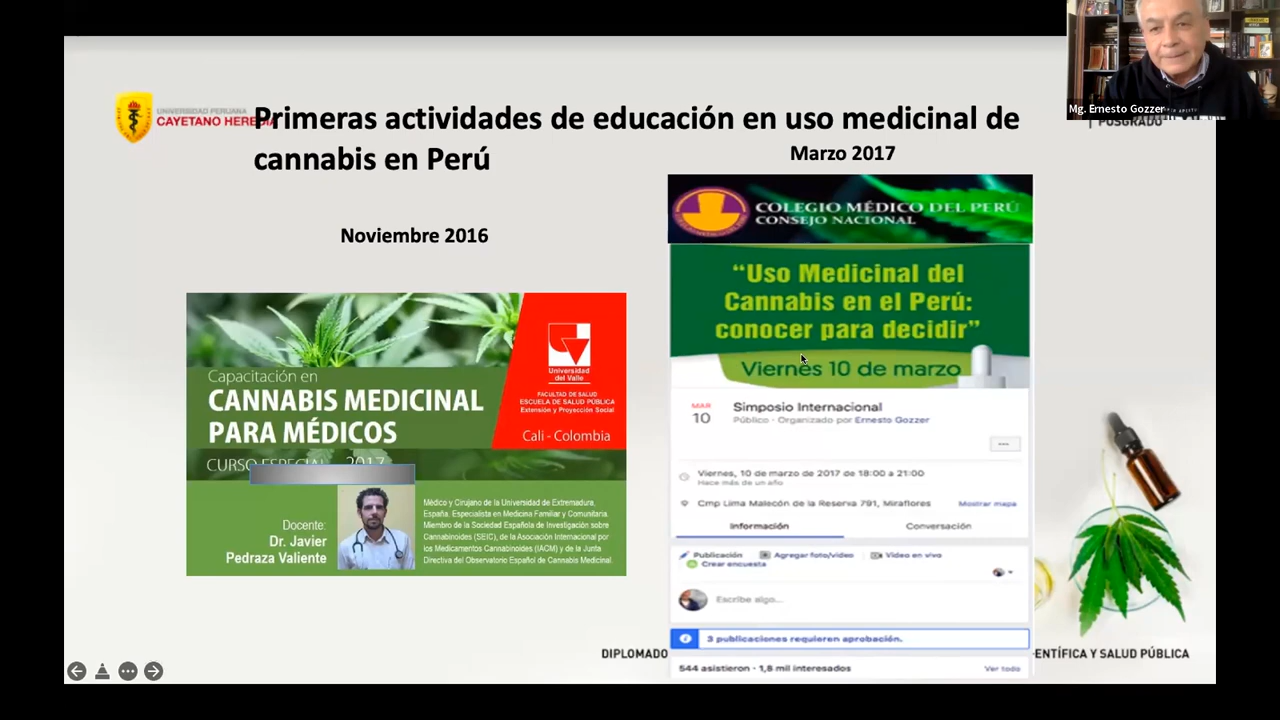 Mg. Ernesto Gozzer
UNIVERSIDAD PERUANA
CAYETANO HEREDIA
POSGRADO
Primeras actividades de educación en uso medicinal de
cannabis en Perú
Noviembre 2016
Capacitación en
CANNABIS MEDICINAL
PARA MÉDICOS
CURSO ESPECIAL 2017
Universidad
del Valle
FACULTAD DE SALUD
ESCUELA DE SALUD PÚBLICA
Extensión y Proyección Social
Cali - Colombia
Docente:
Dr. Javier
Pedraza Valiente
Médico y Cirujano de la Universidad de Extremadura,
España. Especialista en Medicina Familiar y Comunitaria.
Miembro de la Sociedad Española de Investigación sobre
Cannabinoides (SEIC), de la Asociación Internacional por
los Medicamentos Cannabinoides (IACM) y de la Junta
Directiva del Observatorio Español de Cannabis Medicinal
Marzo 2017
COLEGIO MÉDICO DEL PERÚ
CONSEJO NACIONAL
“Uso Medicinal del
Cannabis en el Perú:
conocer para decidir”
Viernes 10 de marzo
MAR
10
Simposio Internacional
Público · Organizado por Ernesto Gozzer
Viernes, 10 de marzo de 2017 de 18:00 a 21:00
Hace más de un año
Cmp Lima Malecón de la Reserva 791, Miraflores Mostrar mapa
Información Conversación
Publicación Agregar foto/video Video en vivo
Crear encuesta
Escribe algo...
3 publicaciones requieren aprobación.
544 asistieron · 1,8 mil interesados Ver todo
DIPLOMADO ENTÍFICA Y SALUD PÚBLICA